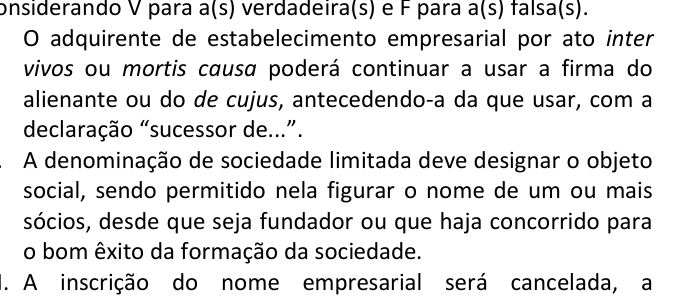 onsiderando V para a(s) verdadeira(s) e F para a(s) falsa(s).
O adquirente de estabelecimento empresarial por ato inter
vivos ou mortis causa poderá continuar a usar a firma do
alienante ou do de cujus, antecedendo-a da que usar, com a
declaração “sucessor de...”.
. A denominação de sociedade limitada deve designar o objeto
social, sendo permitido nela figurar o nome de um ou mais
sócios, desde que seja fundador ou que haja concorrido para
o bom êxito da formação da sociedade.
I. A inscrição do nome empresarial será cancelada, a